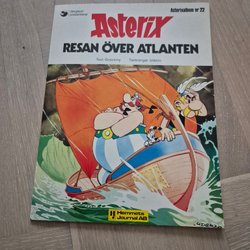 Asterixalbum nr 22
Asterix
RESAN ÖVER ATLANTEN
Text: Goscinny Teckningar: Uderzo
Hemmets
Journal AB